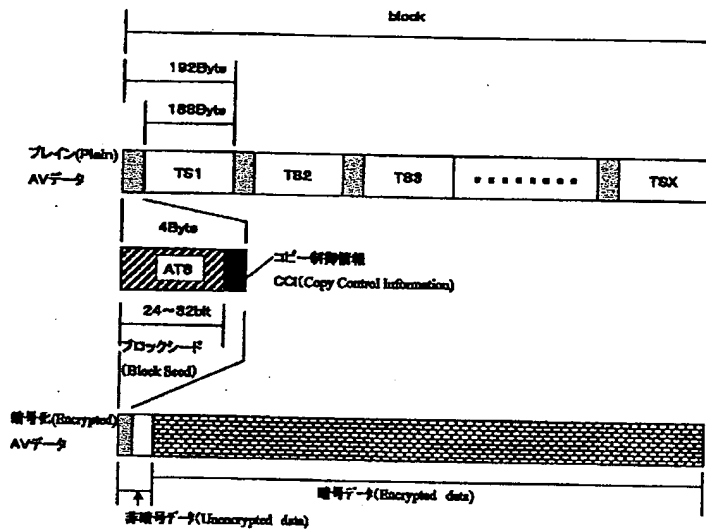 block
192Byte
188Byte
プレイン(Plain)
AVデータ
TS1
TS2
TS3
TSX
4Byte
ATS
コピー制御情報
CCI(Copy Control Information)
24～32bit
ブロックシード
(Block Seed)
暗号化(Encrypted)
AVデータ
暗号データ(Encrypted data)
非暗号データ(Unencrypted data)